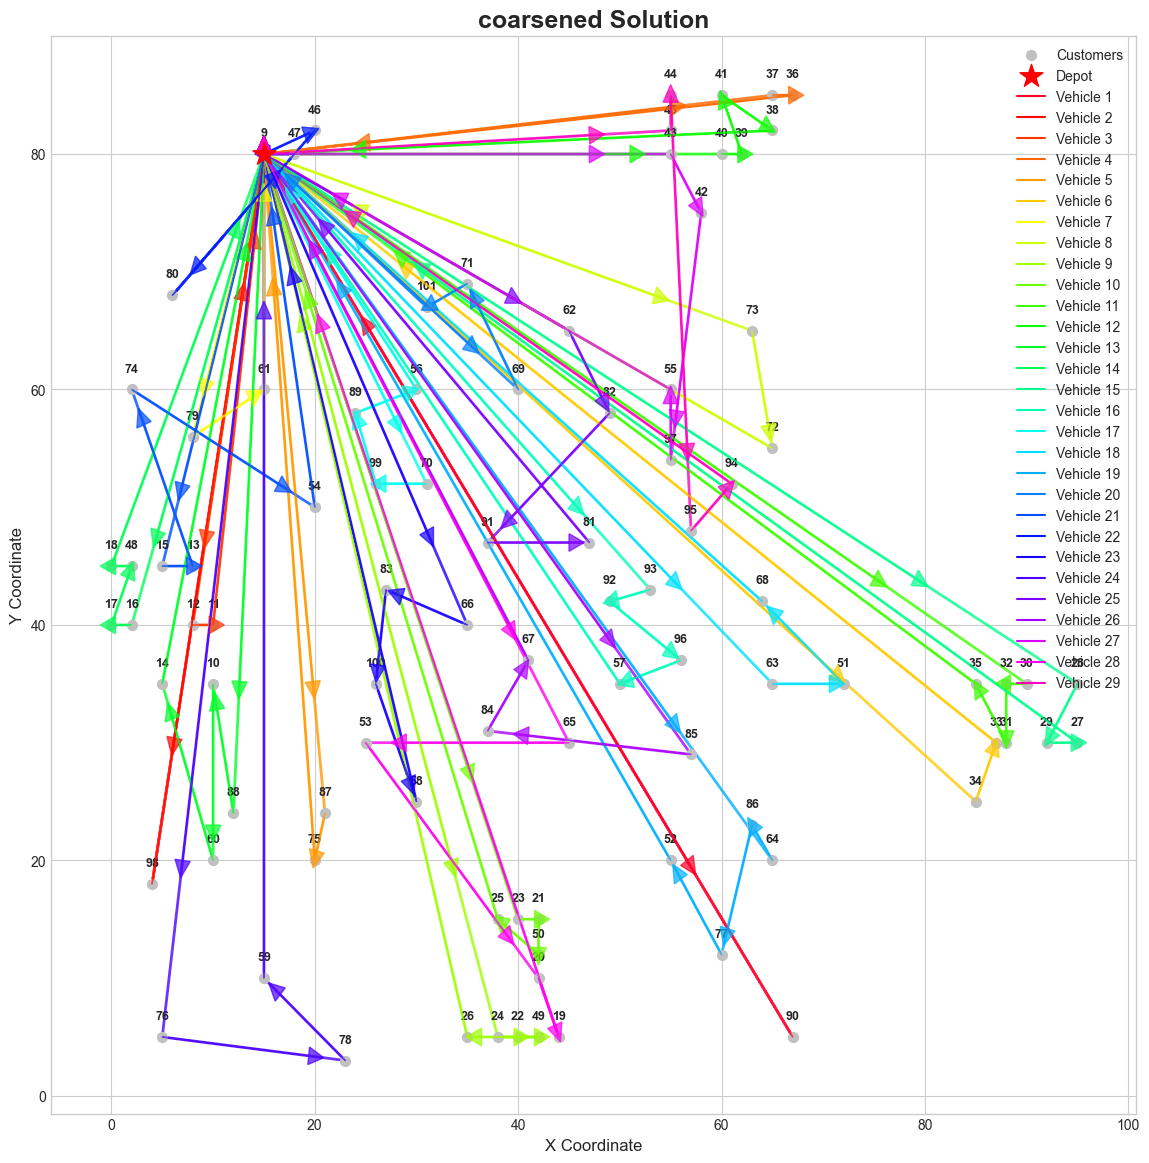 coarsened Solution
Customers
Depot
Vehicle 1
Vehicle 2
Vehicle 3
Vehicle 4
Vehicle 5
Vehicle 6
Vehicle 7
Vehicle 8
Vehicle 9
Vehicle 10
Vehicle 11
Vehicle 12
Vehicle 13
Vehicle 14
Vehicle 15
Vehicle 16
Vehicle 17
Vehicle 18
Vehicle 19
Vehicle 20
Vehicle 21
Vehicle 22
Vehicle 23
Vehicle 24
Vehicle 25
Vehicle 26
Vehicle 27
Vehicle 28
Vehicle 29
44 41 37 36
46 38
9 47 43 40 39
42
80 71 101
62 73
74 61 56 69 55
79 89 82 72
54 99 70 94
18 48 15 13 91 81 95
83 92 93 68
17 16 12 11 66
14 10 67 57 96 63 51 35 32 30
53 84 65 85 33 31 29 27
88 87 34
98 60 75 52 86 64
25 23 21
59 50 77
76 78 26 24 22 49 19 90
80
60
40
20
0
0 20 40 60 80 100
X Coordinate
Y Coordinate